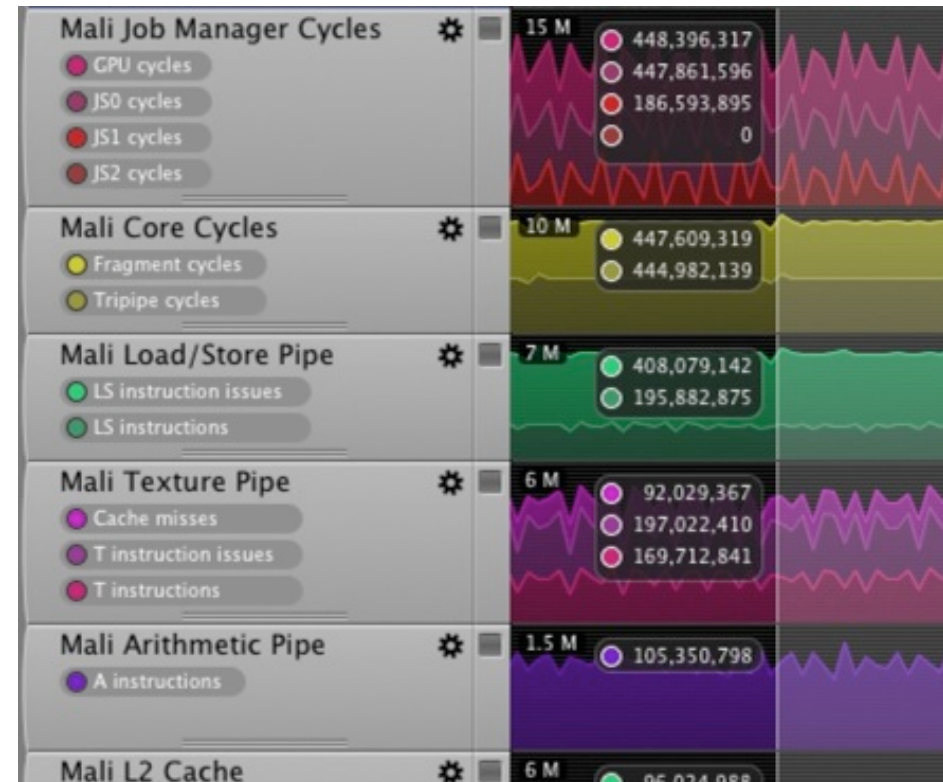 Mali Job Manager Cycles
15 M
GPU cycles
JS0 cycles
JS1 cycles
JS2 cycles
448,396,317
447,861,596
186,593,895
0
Mali Core Cycles
10 M
Fragment cycles
Tripipe cycles
447,609,319
444,982,139
Mali Load/Store Pipe
7 M
LS instruction issues
LS instructions
408,079,142
195,882,875
Mali Texture Pipe
6 M
Cache misses
T instruction issues
T instructions
92,029,367
197,022,410
169,712,841
Mali Arithmetic Pipe
1.5 M
A instructions
105,350,798
Mali L2 Cache
6 M
96,024,988